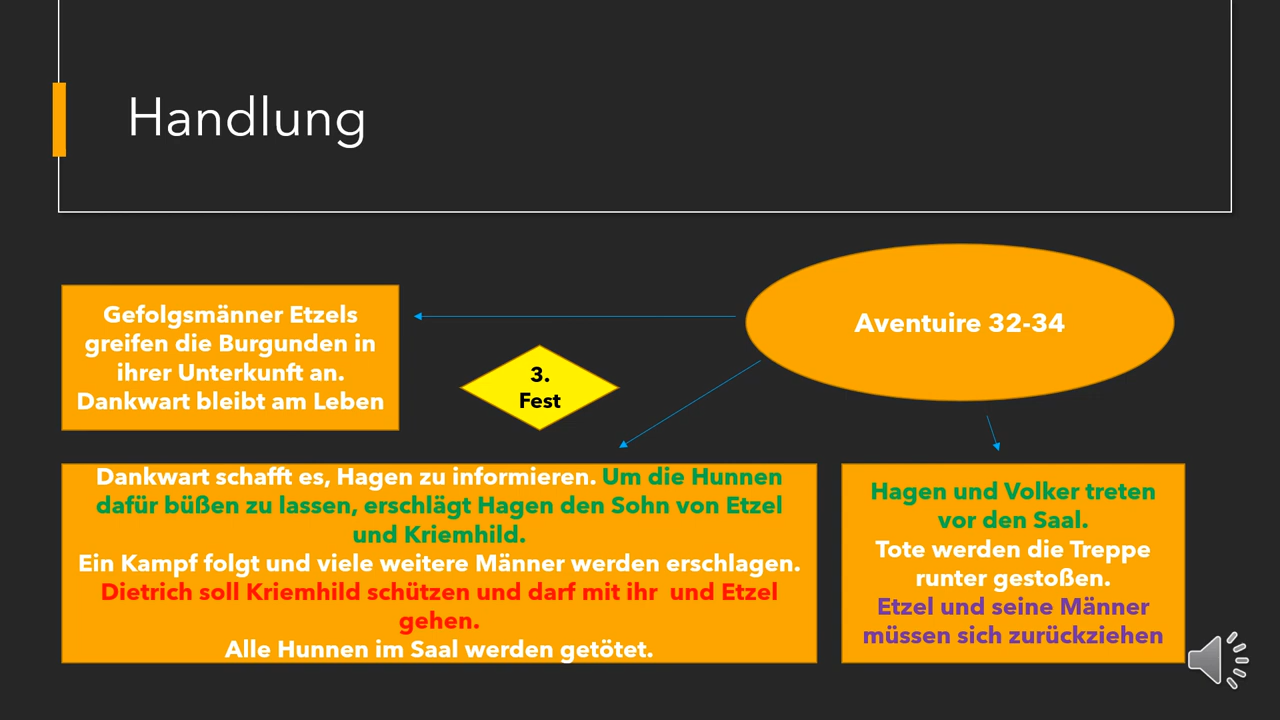 Handlung
Aventuire 32-34
Gefolgsmänner Etzels
greifen die Burgunden in
ihrer Unterkunft an.
Dankwart bleibt am Leben
3.
Fest
Dankwart schafft es, Hagen zu informieren. Um die Hunnen
dafür büßen zu lassen, erschlägt Hagen den Sohn von Etzel
und Kriemhild.
Ein Kampf folgt und viele weitere Männer werden erschlagen.
Dietrich soll Kriemhild schützen und darf mit ihr  und Etzel
gehen.
Alle Hunnen im Saal werden getötet.
Hagen und Volker treten
vor den Saal.
Tote werden die Treppe
runter gestoßen.
Etzel und seine Männer
müssen sich zurückziehen